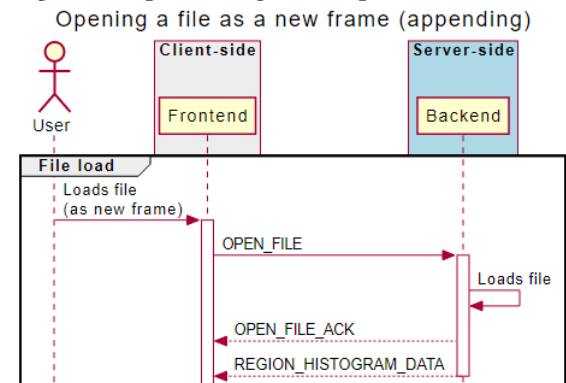 Opening a file as a new frame (appending)
Client-side
Server-side
Frontend
Backend
User
File load
Loads file
(as new frame)
OPEN_FILE
Loads file
OPEN_FILE_ACK
REGION_HISTOGRAM_DATA